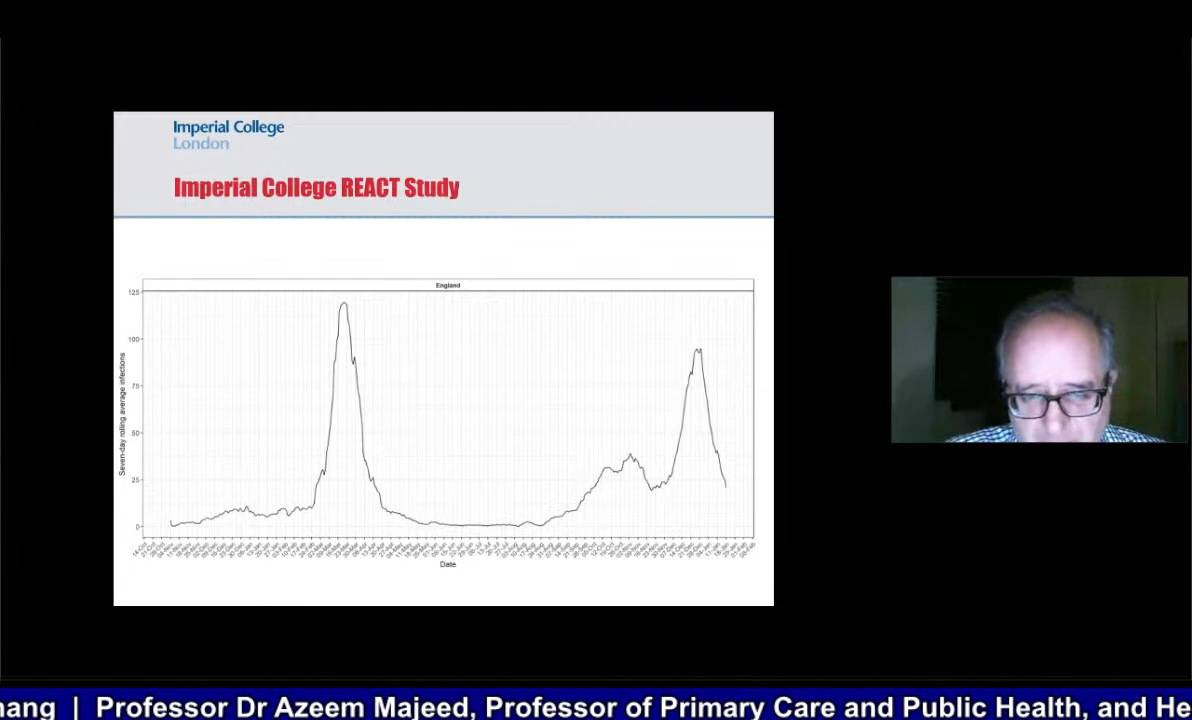 Imperial College
London
Imperial College REACT Study
England
125
100
75
50
25
0
Seven-day rolling average infections
Date
hang | Professor Dr Azeem Majeed, Professor of Primary Care and Public Health, and He